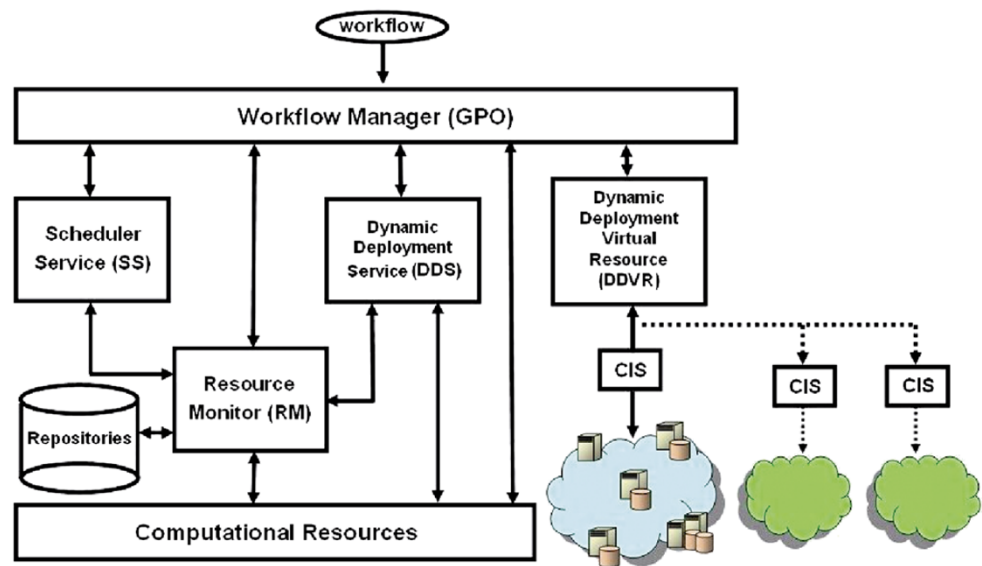 workflow
Workflow Manager (GPO)
Scheduler
Service (SS)
Dynamic
Deployment
Service (DDS)
Dynamic
Deployment
Virtual
Resource
(DDVR)
CIS
CIS
CIS
Resource
Monitor (RM)
Repositories
Computational Resources